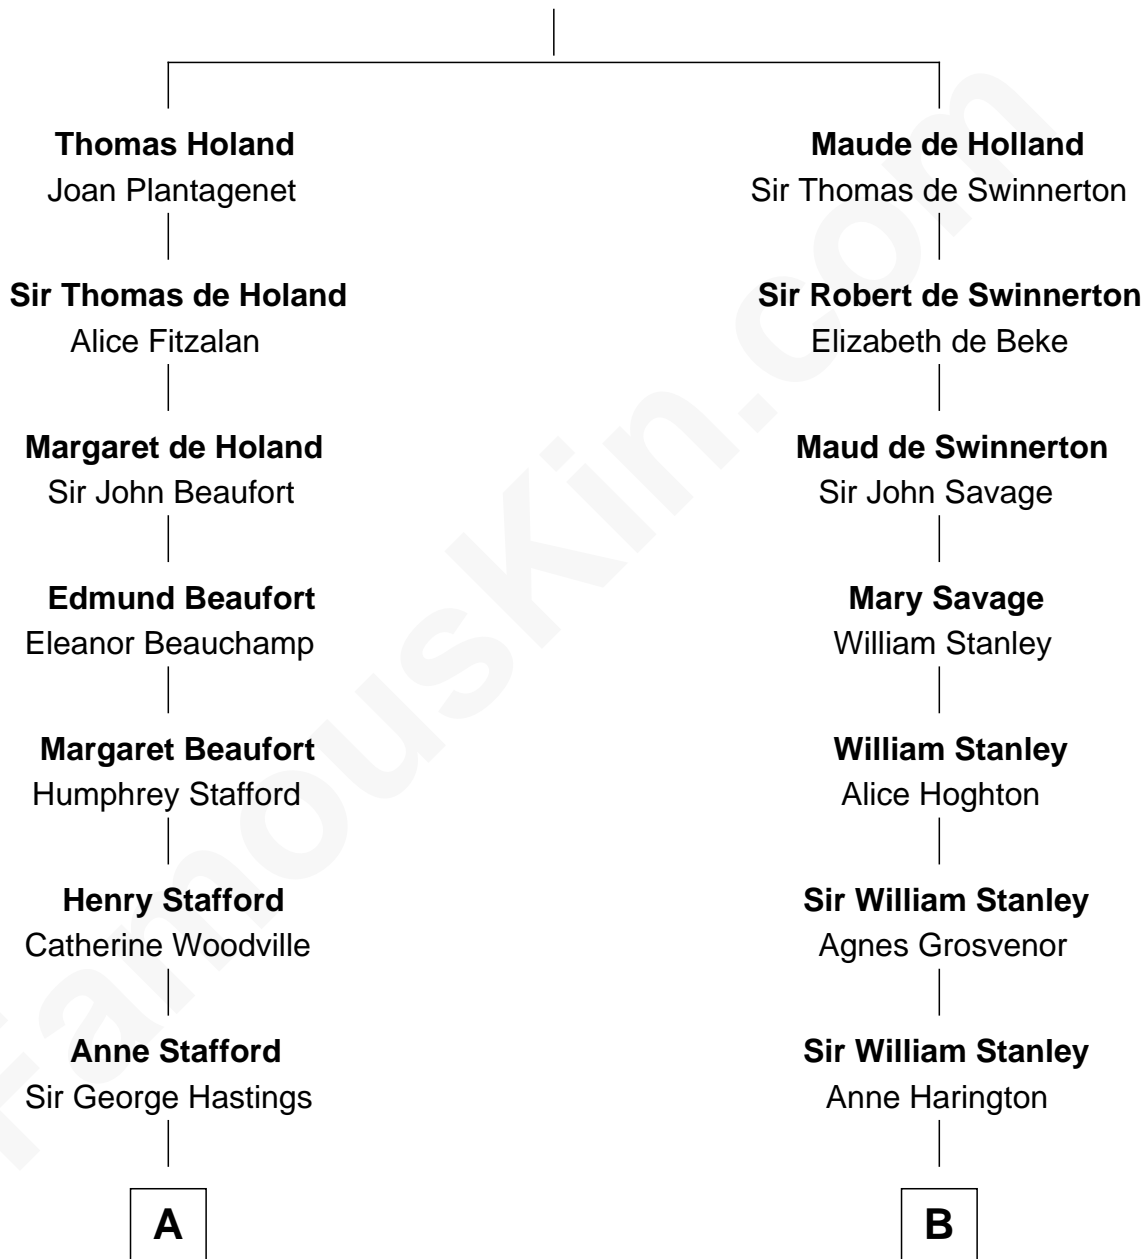 Thomas Holand
Joan Plantagenet
Maude de Holland
Sir Thomas de Swinnerton
Sir Thomas de Holand
Alice Fitzalan
Sir Robert de Swinnerton
Elizabeth de Beke
Margaret de Holand
Sir John Beaufort
Maud de Swinnerton
Sir John Savage
Edmund Beaufort
Eleanor Beauchamp
Mary Savage
William Stanley
Margaret Beaufort
Humphrey Stafford
William Stanley
Alice Hoghton
Henry Stafford
Catherine Woodville
Sir William Stanley
Agnes Grosvenor
Anne Stafford
Sir George Hastings
Sir William Stanley
Anne Harington
A
B
FamousKin.com